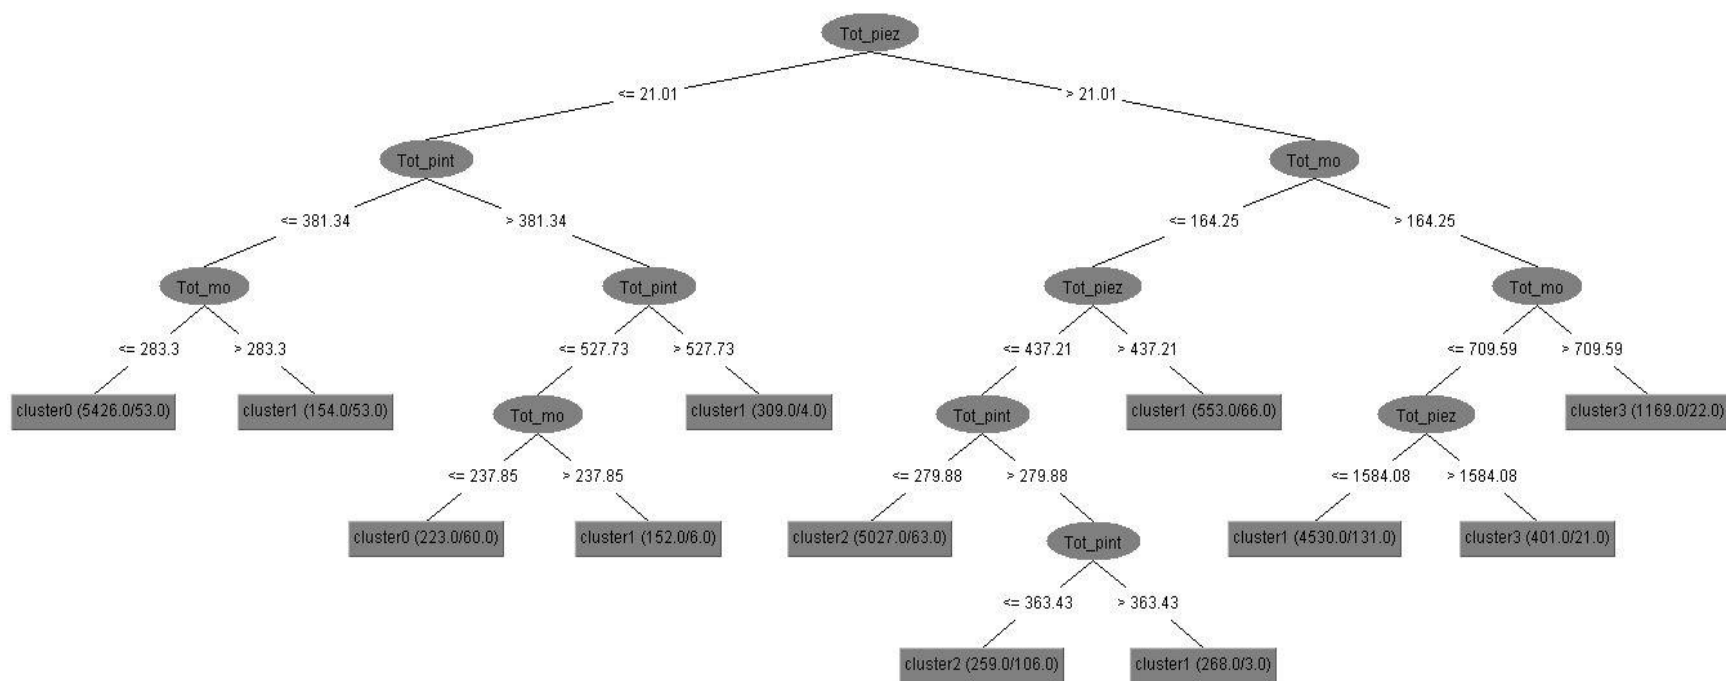 Tot_piez
<= 21.01 > 21.01
Tot_pint Tot_mo
<= 381.34 > 381.34 <= 164.25 > 164.25
Tot_mo Tot_pint Tot_piez Tot_mo
<= 283.3 > 283.3 <= 527.73 > 527.73 <= 437.21 > 437.21 <= 709.59 > 709.59
cluster0 (5426.0/53.0) cluster1 (154.0/53.0) Tot_mo cluster1 (309.0/4.0) Tot_pint cluster1 (553.0/66.0) Tot_piez cluster3 (1169.0/22.0)
<= 237.85 > 237.85 <= 279.88 > 279.88 <= 1584.08 > 1584.08
cluster0 (223.0/60.0) cluster1 (152.0/6.0) cluster2 (5027.0/63.0) Tot_pint cluster1 (4530.0/131.0) cluster3 (401.0/21.0)
<= 363.43 > 363.43
cluster2 (259.0/106.0) cluster1 (268.0/3.0)